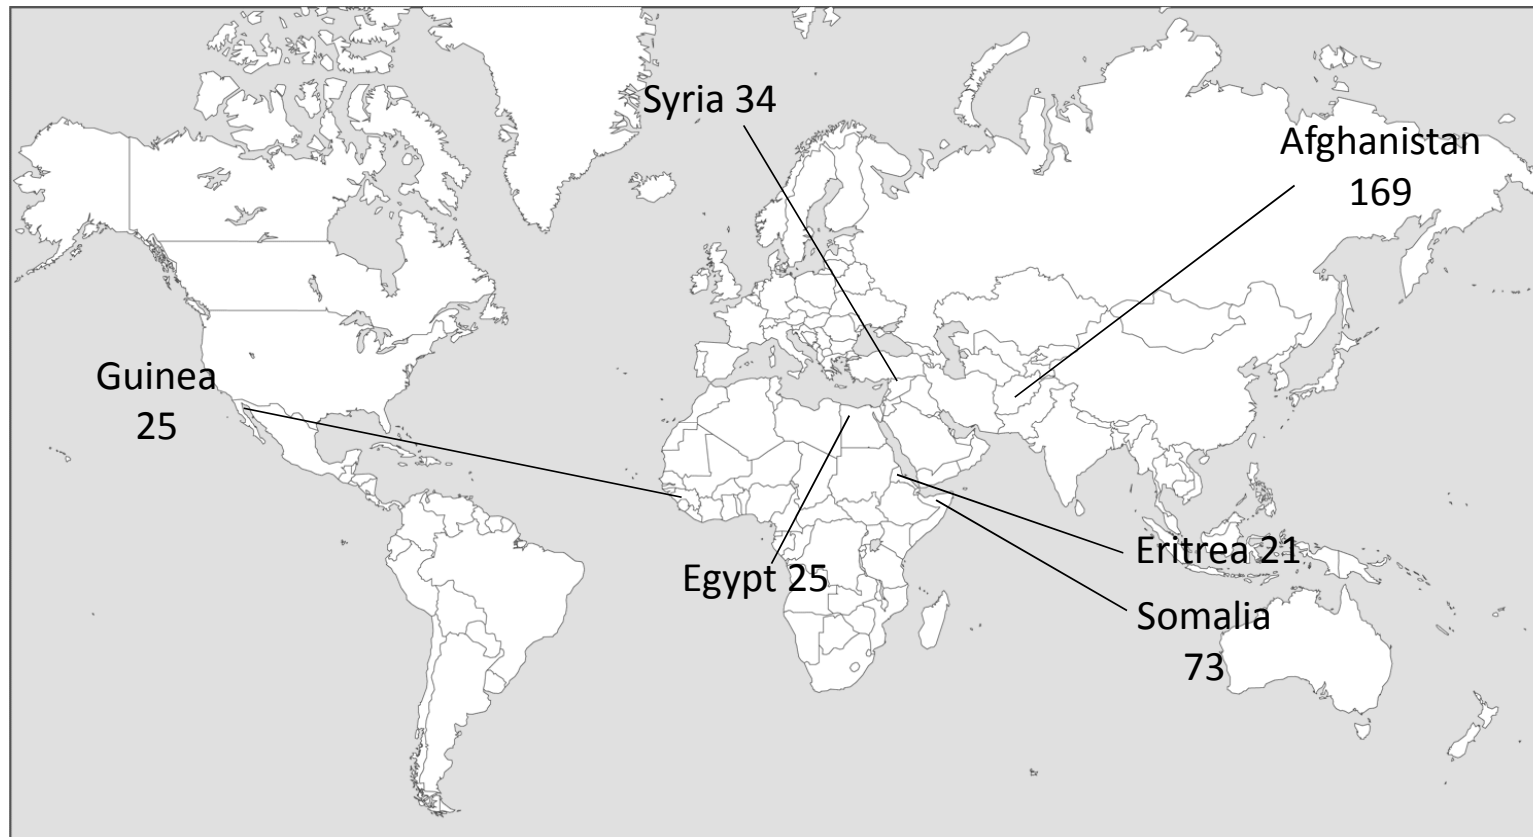 Syria 34
Afghanistan
169
Guinea
25
Egypt 25
Eritrea 21
Somalia
73